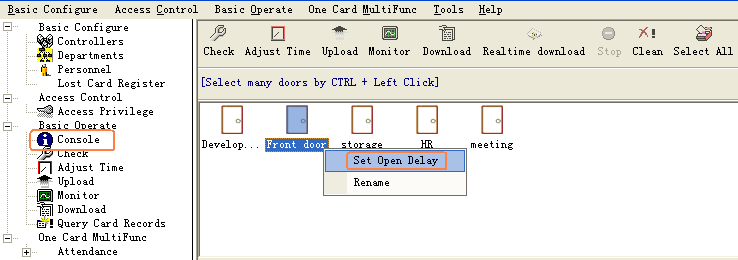 Basic Configure Access Control Basic Operate One Card MultiFunc Tools Help
Basic Configure
Controllers
Departments
Personnel
Lost Card Register
Access Control
Access Privilege
Basic Operate
Console
Check
Adjust Time
Upload
Monitor
Download
Query Card Records
One Card MultiFunc
Attendance
Check Adjust Time Upload Monitor Download Realtime download Stop Clean Select All
[Select many doors by CTRL + Left Click]
Develop... Front door storage HR meeting
Set Open Delay
Rename